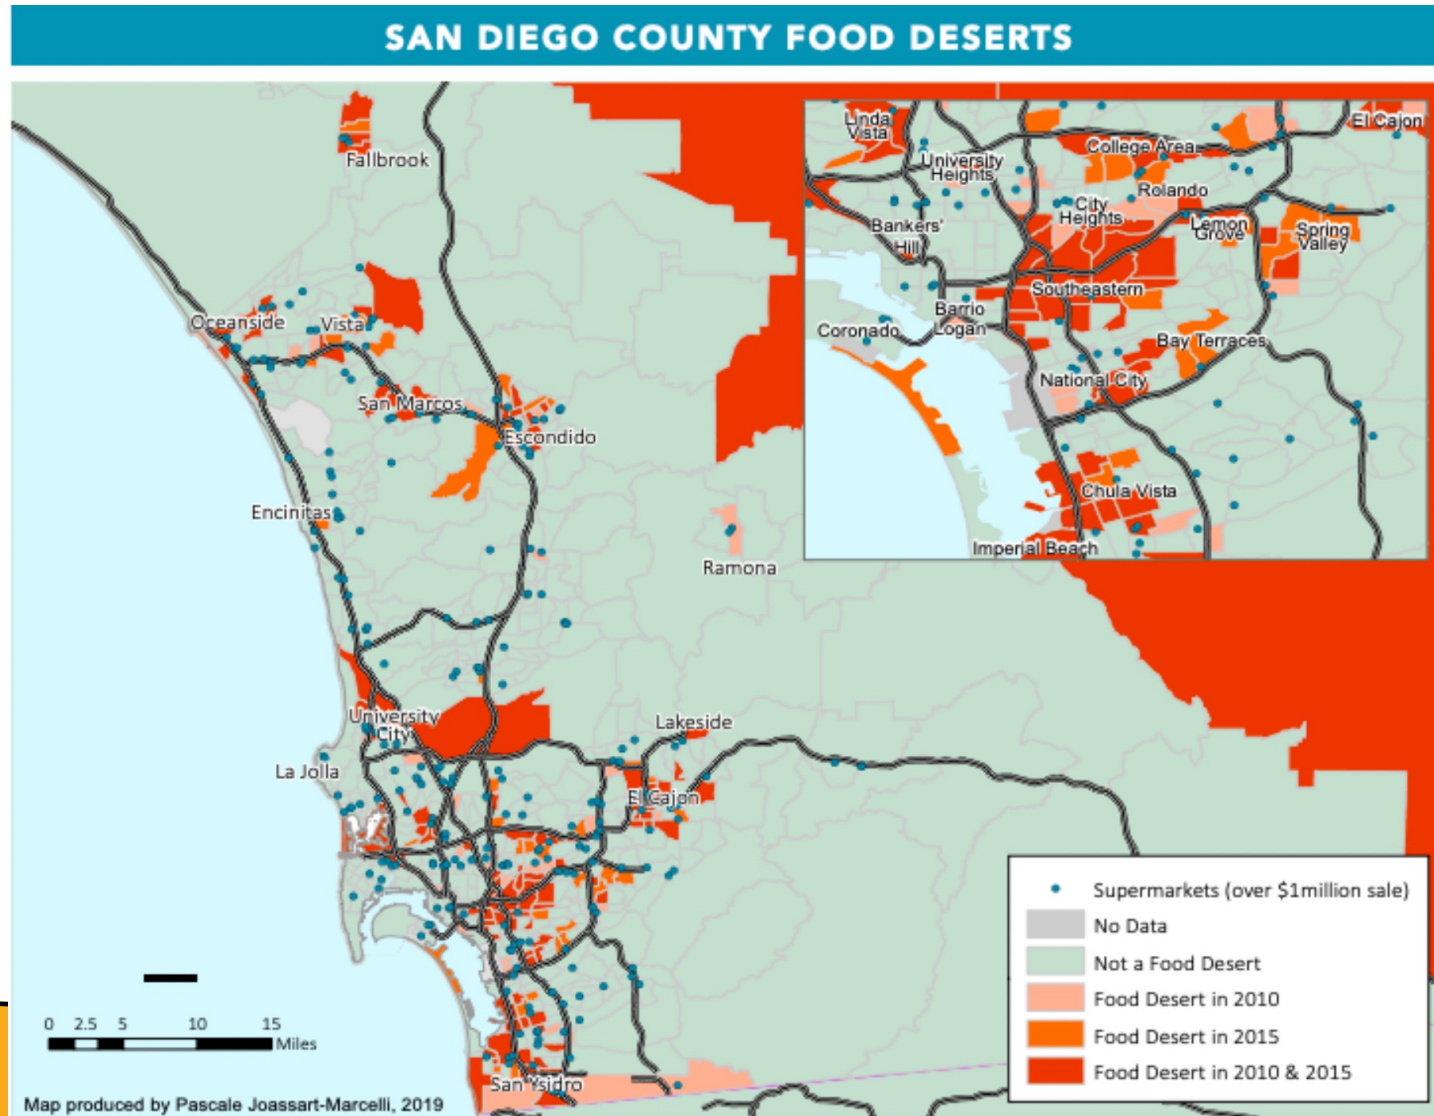 SAN DIEGO COUNTY FOOD DESERTS
Fallbrook
Oceanside
Vista
San Marcos
Escondido
Encinitas
Ramona
University
City
La Jolla
Lakeside
El Cajon
San Ysidro
Linda
Vista
University
Heights
College Area
El Cajon
Rolando
City
Heights
Bankers'
Hill
Lemon
Grove
Spring
Valley
Southeastern
Barrio
Logan
Coronado
Bay Terraces
National City
Chula Vista
Imperial Beach
Supermarkets (over $1million sale)
No Data
Not a Food Desert
Food Desert in 2010
Food Desert in 2015
Food Desert in 2010 & 2015
0 2.5 5 10 15
Miles
Map produced by Pascale Joassart-Marcelli, 2019